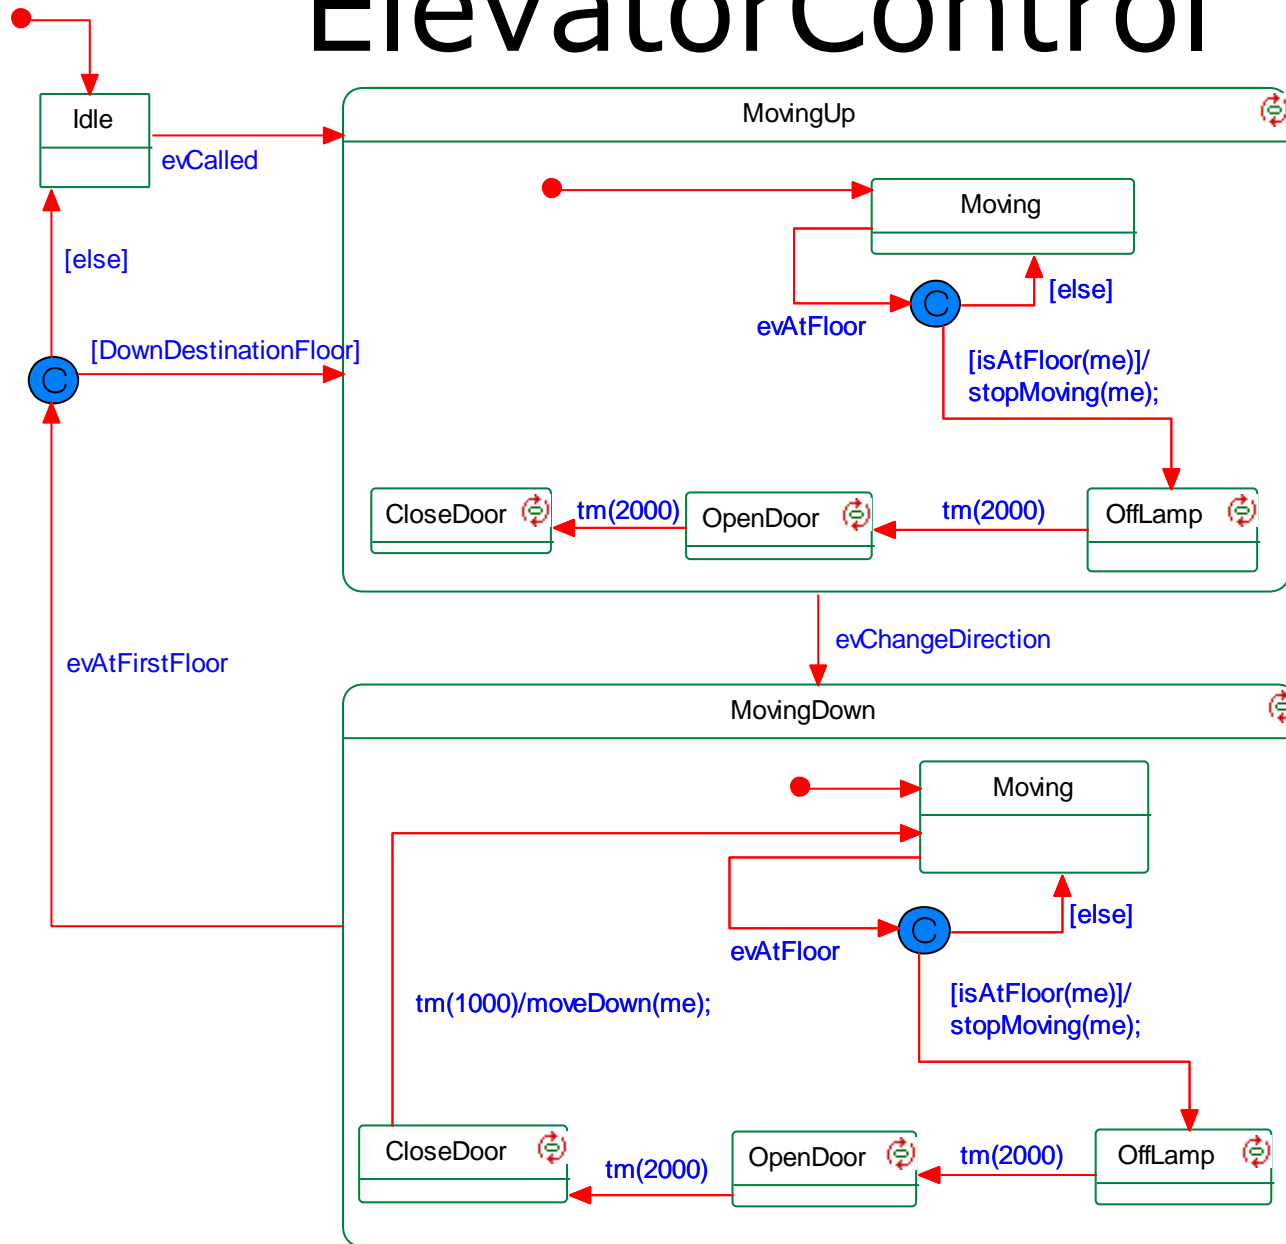 ElevatorControl
Idle
evCalled
MovingUp
Moving
[else]
[else]
evAtFloor
C
[DownDestinationFloor]
C
[isAtFloor(me)]/
stopMoving(me);
CloseDoor
tm(2000)
OpenDoor
tm(2000)
OffLamp
evChangeDirection
evAtFirstFloor
MovingDown
Moving
[else]
evAtFloor
C
tm(1000)/moveDown(me);
[isAtFloor(me)]/
stopMoving(me);
CloseDoor
tm(2000)
OpenDoor
tm(2000)
OffLamp